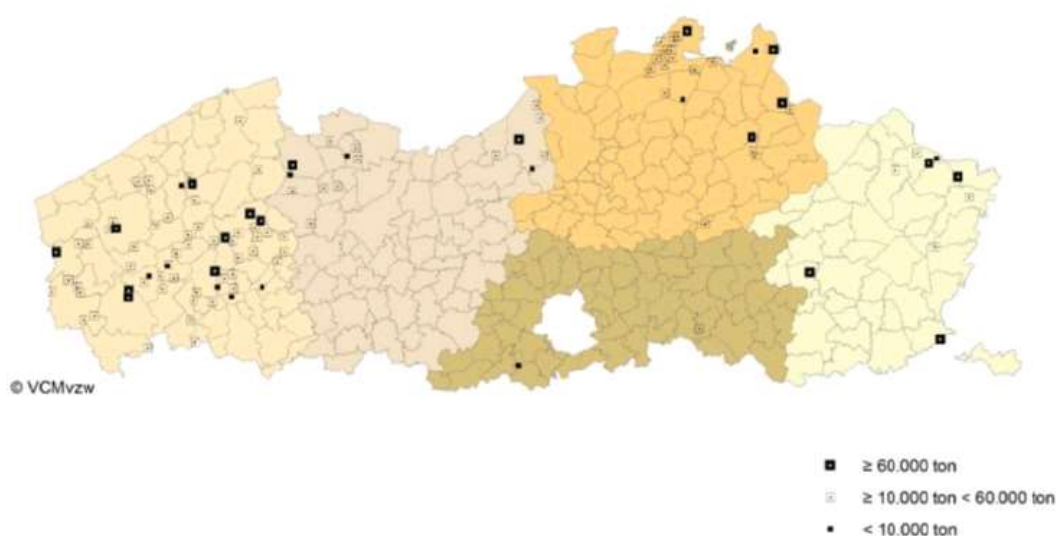 © VCMvzw
≥ 60.000 ton
≥ 10.000 ton < 60.000 ton
< 10.000 ton